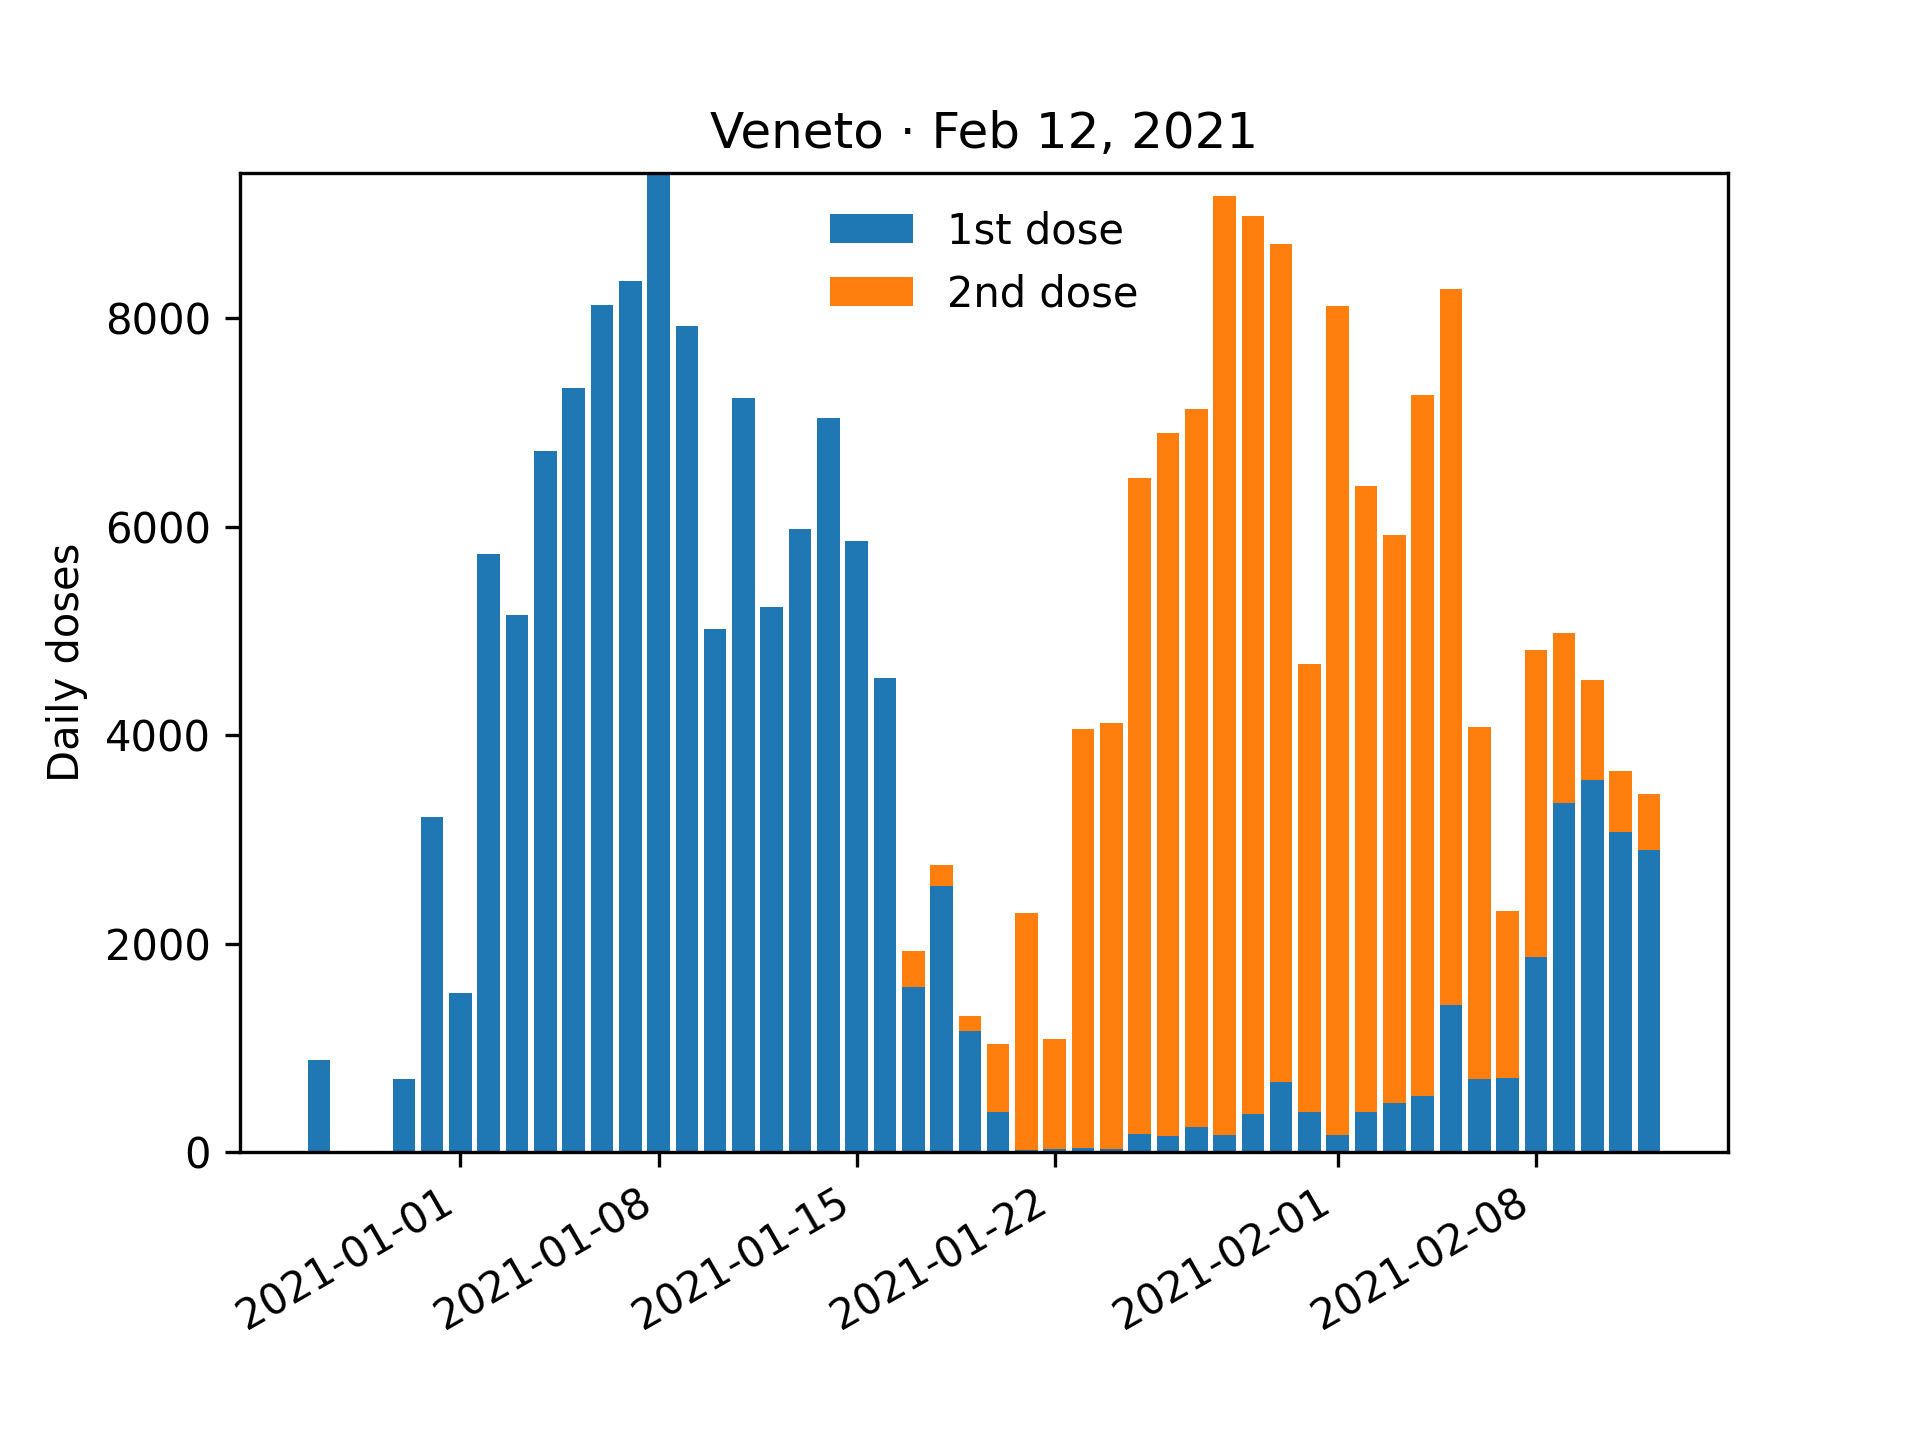 Veneto · Feb 12, 2021
1st dose
2nd dose
Daily doses
8000
6000
4000
2000
0
2021-01-01
2021-01-08
2021-01-15
2021-01-22
2021-02-01
2021-02-08